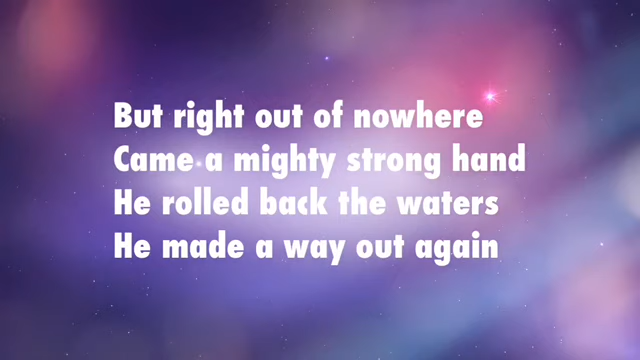 But right out of nowhere
Came a mighty strong hand
He rolled back the waters
He made a way out again